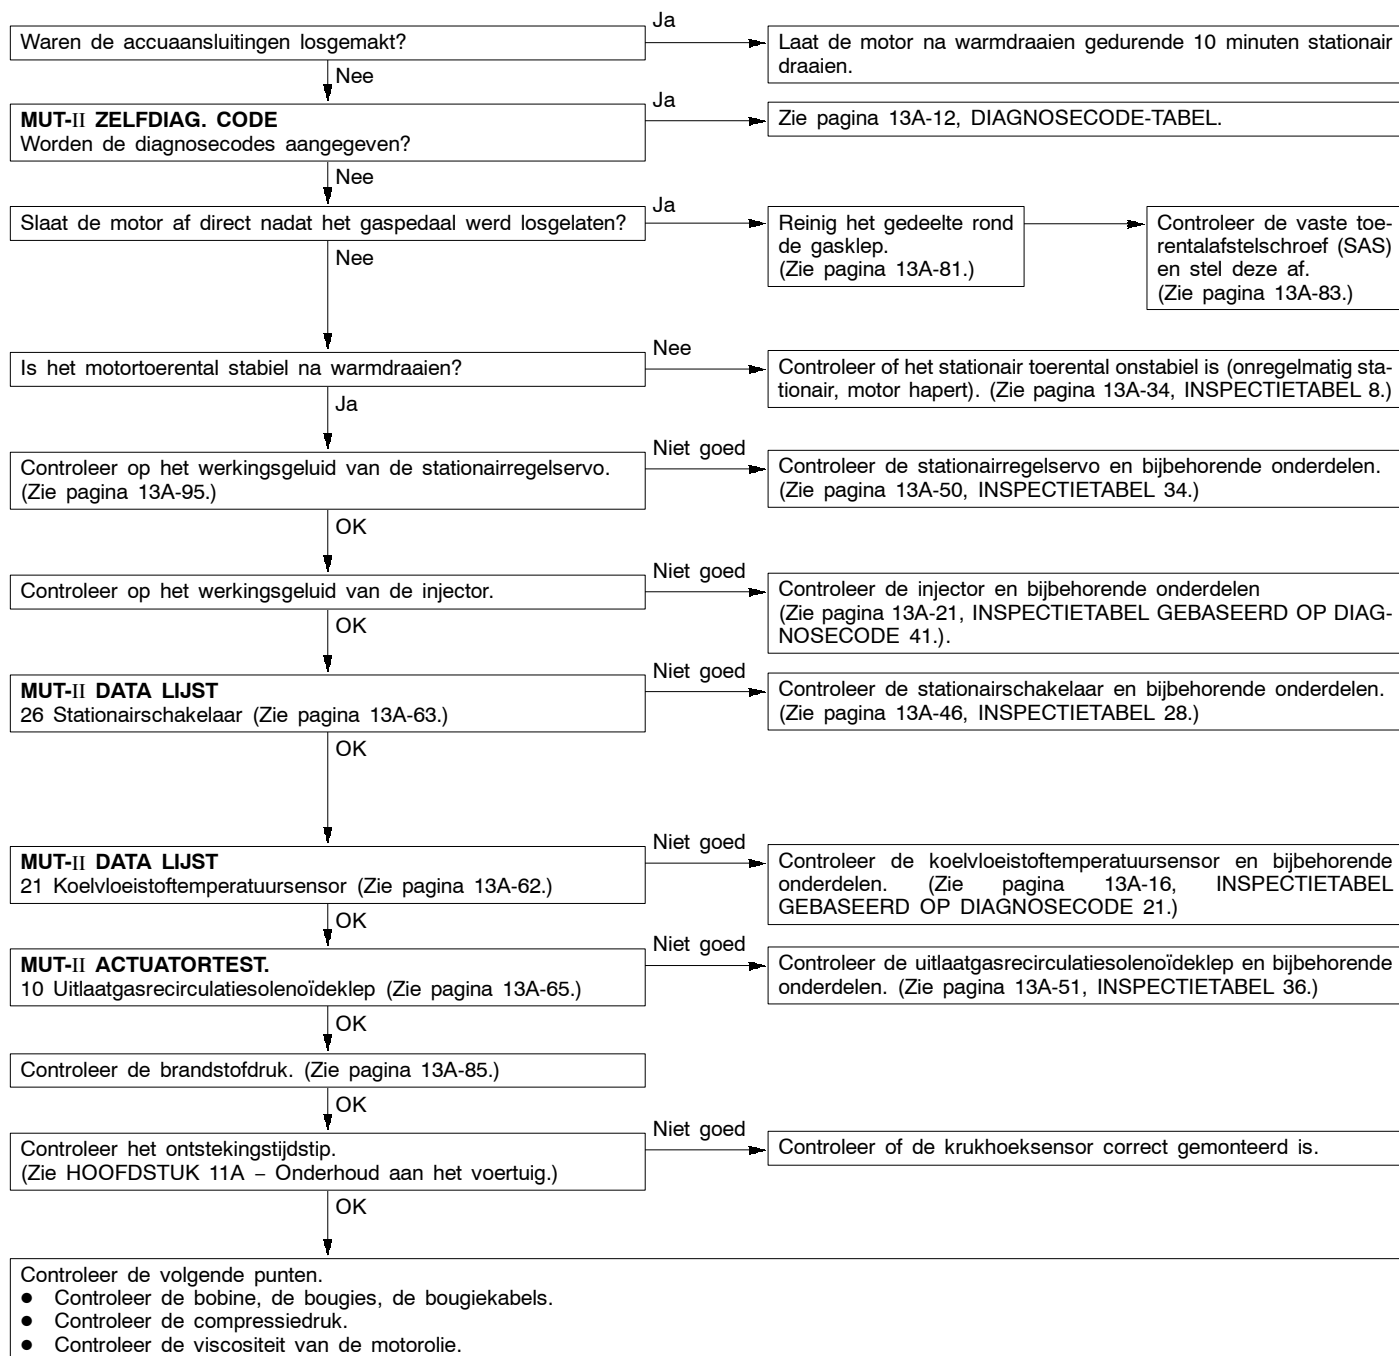 Waren de accuaansluitingen losgemakt?
Ja
Laat de motor na warmdraaien gedurende 10 minuten stationair
draaien.
Nee
MUT-II ZELFDIAG. CODE
Worden de diagnosecodes aangegeven?
Ja
Zie pagina 13A-12, DIAGNOSECODE-TABEL.
Nee
Slaat de motor af direct nadat het gaspedaal werd losgelaten?
Ja
Reinig het gedeelte rond
de gasklep.
(Zie pagina 13A-81.)
Controleer de vaste toe-
rentalafstelschroef (SAS)
en stel deze af.
(Zie pagina 13A-83.)
Nee
Is het motortoerental stabiel na warmdraaien?
Nee
Controleer of het stationair toerental onstabiel is (onregelmatig sta-
tionair, motor hapert). (Zie pagina 13A-34, INSPECTIETABEL 8.)
Ja
Controleer op het werkingsgeluid van de stationairregelservo.
(Zie pagina 13A-95.)
Niet goed
Controleer de stationairregelservo en bijbehorende onderdelen.
(Zie pagina 13A-50, INSPECTIETABEL 34.)
OK
Controleer op het werkingsgeluid van de injector.
Niet goed
Controleer de injector en bijbehorende onderdelen
(Zie pagina 13A-21, INSPECTIETABEL GEBASEERD OP DIAG-
NOSECODE 41.).
OK
MUT-II DATA LIJST
26 Stationairschakelaar (Zie pagina 13A-63.)
Niet goed
Controleer de stationairschakelaar en bijbehorende onderdelen.
(Zie pagina 13A-46, INSPECTIETABEL 28.)
OK
MUT-II DATA LIJST
21 Koelvloeistoftemperatuursensor (Zie pagina 13A-62.)
Niet goed
Controleer de koelvloeistoftemperatuursensor en bijbehorende
onderdelen. (Zie pagina 13A-16, INSPECTIETABEL
GEBASEERD OP DIAGNOSECODE 21.)
OK
MUT-II ACTUATORTEST.
10 Uitlaatgasrecirculatiesolenoïdeklep (Zie pagina 13A-65.)
Niet goed
Controleer de uitlaatgasrecirculatiesolenoïdeklep en bijbehorende
onderdelen. (Zie pagina 13A-51, INSPECTIETABEL 36.)
OK
Controleer de brandstofdruk. (Zie pagina 13A-85.)
OK
Controleer het ontstekingstijdstip.
(Zie HOOFDSTUK 11A – Onderhoud aan het voertuig.)
Niet goed
Controleer of de krukhoeksensor correct gemonteerd is.
OK
Controleer de volgende punten.
● Controleer de bobine, de bougies, de bougiekabels.
● Controleer de compressiedruk.
● Controleer de viscositeit van de motorolie.